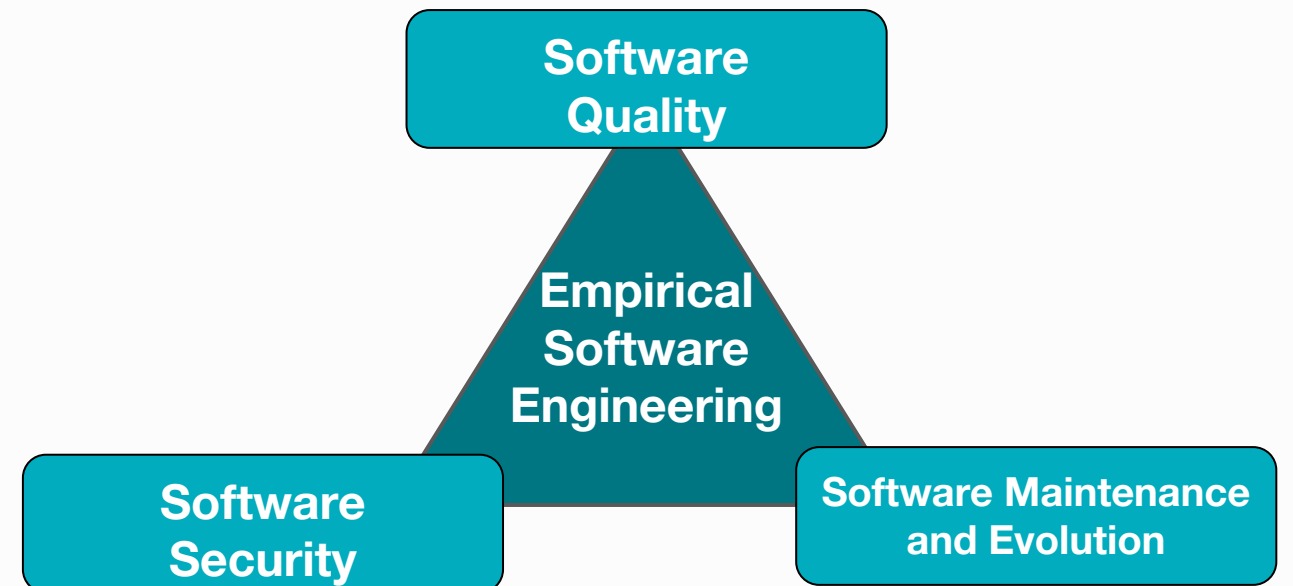 Software
Quality
Empirical
Software
Engineering
Software
Security
Software Maintenance
and Evolution